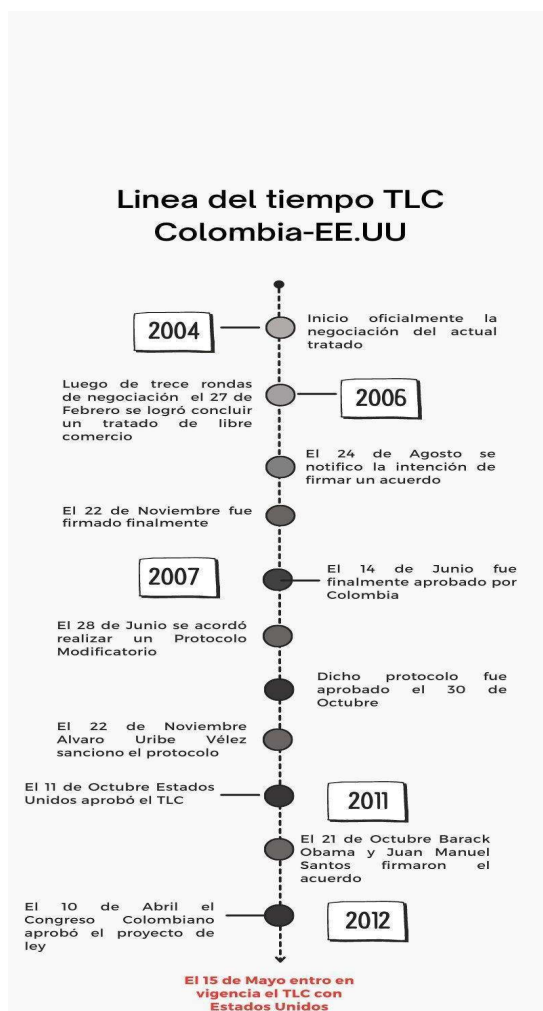 Linea del tiempo TLC
Colombia-EE.UU
2004
Inicio oficialmente la
negociación del actual
tratado
Luego de trece rondas
de negociación el 27 de
Febrero se logró concluir
un tratado de libre
comercio
2006
El 24 de Agosto se
notifico la intención de
firmar un acuerdo
El 22 de Noviembre fue
firmado finalmente
2007
El 14 de Junio fue
finalmente aprobado por
Colombia
El 28 de Junio se acordó
realizar un Protocolo
Modificatorio
Dicho protocolo fue
aprobado el 30 de
Octubre
El 22 de Noviembre
Alvaro Uribe Vélez
sanciono el protocolo
El 11 de Octubre Estados
Unidos aprobó el TLC
2011
El 21 de Octubre Barack
Obama y Juan Manuel
Santos firmaron el
acuerdo
El 10 de Abril el
Congreso Colombiano
aprobó el proyecto de
ley
2012
El 15 de Mayo entro en
vigencia el TLC con
Estados Unidos